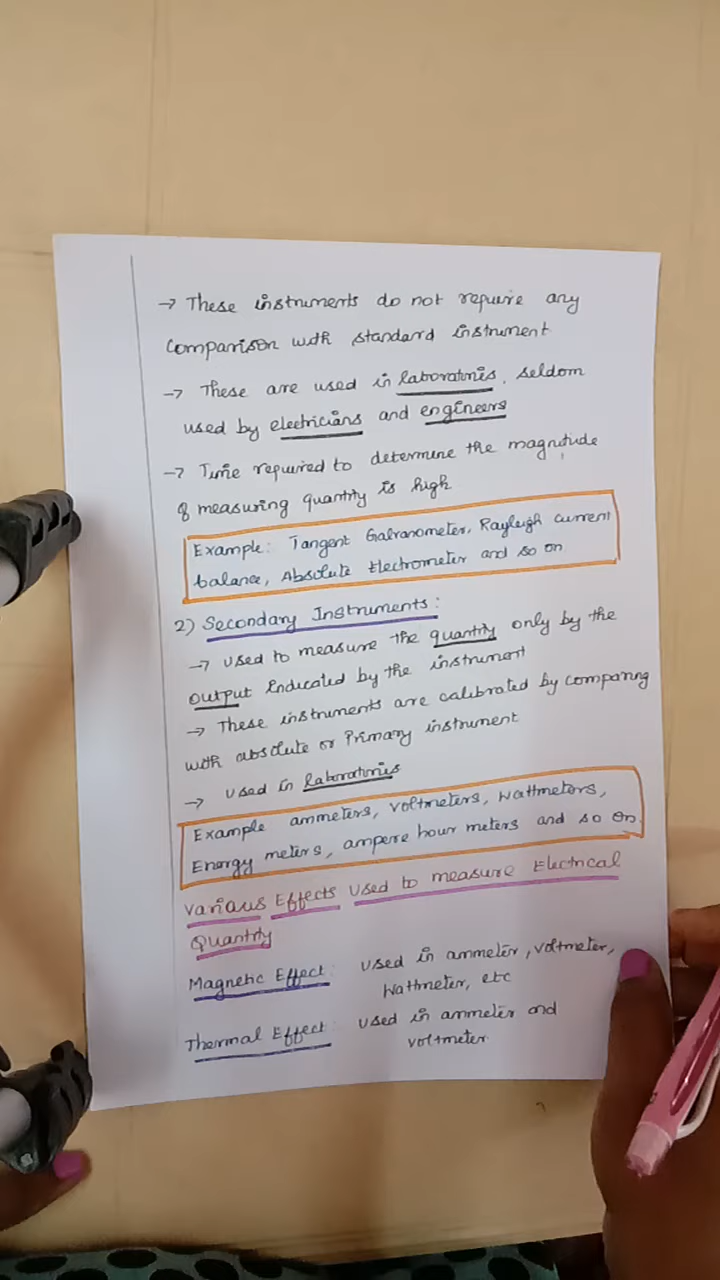 → These instruments do not require any
comparison with standard instrument
→ These are used in laboratories, seldom
used by electricians and engineers
→ Time required to determine the magnitude
of measuring quantity is high
Example: Tangent Galvanometer, Rayleigh current
balance, Absolute Electrometer and so on
2) Secondary Instruments:
→ Used to measure the quantity only by the
output indicated by the instrument
→ These instruments are calibrated by comparing
with absolute or primary instrument
→ Used in laboratories
Example ammeters, voltmeters, wattmeters,
Energy meters, ampere hour meters and so on
Various Effects Used to measure Electrical
Quantity
Magnetic Effect: Used in ammeter, voltmeter,
Wattmeter, etc
Thermal Effect: Used in ammeter and
voltmeter